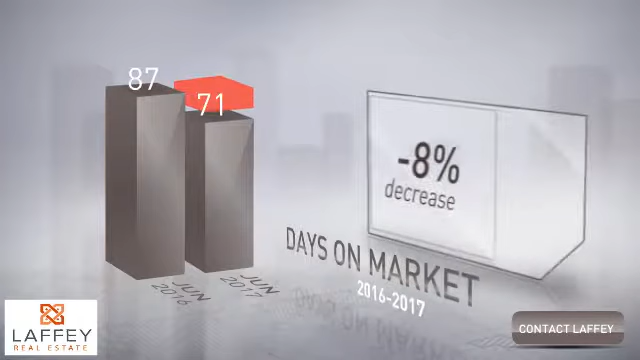 87
71
-8%
decrease
DAYS ON MARKET
2016-2017
JUN
2016
JUN
2017
LAFFEY
REAL ESTATE
CONTACT LAFFEY